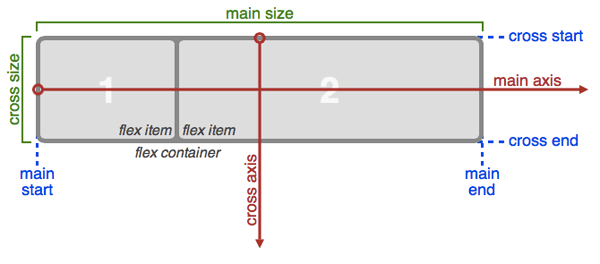 main size
cross start
cross size
1
2
main axis
flex item
flex item
cross end
flex container
main
start
cross axis
main
end